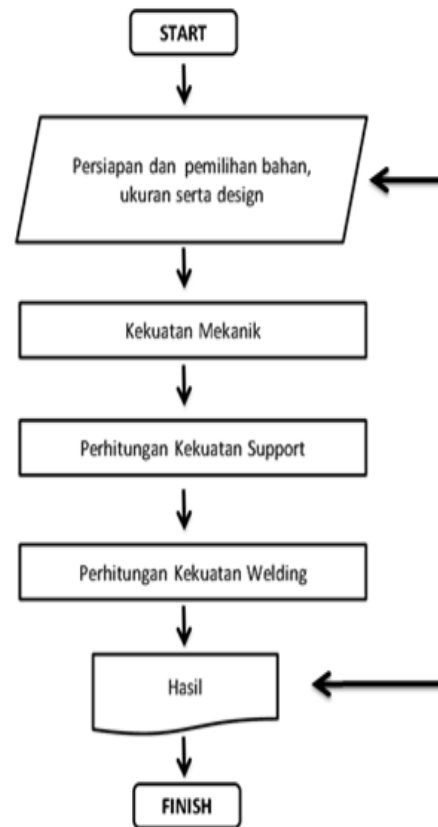 START
Persiapan dan pemilihan bahan,
ukuran serta design
Kekuatan Mekanik
Perhitungan Kekuatan Support
Perhitungan Kekuatan Welding
Hasil
FINISH